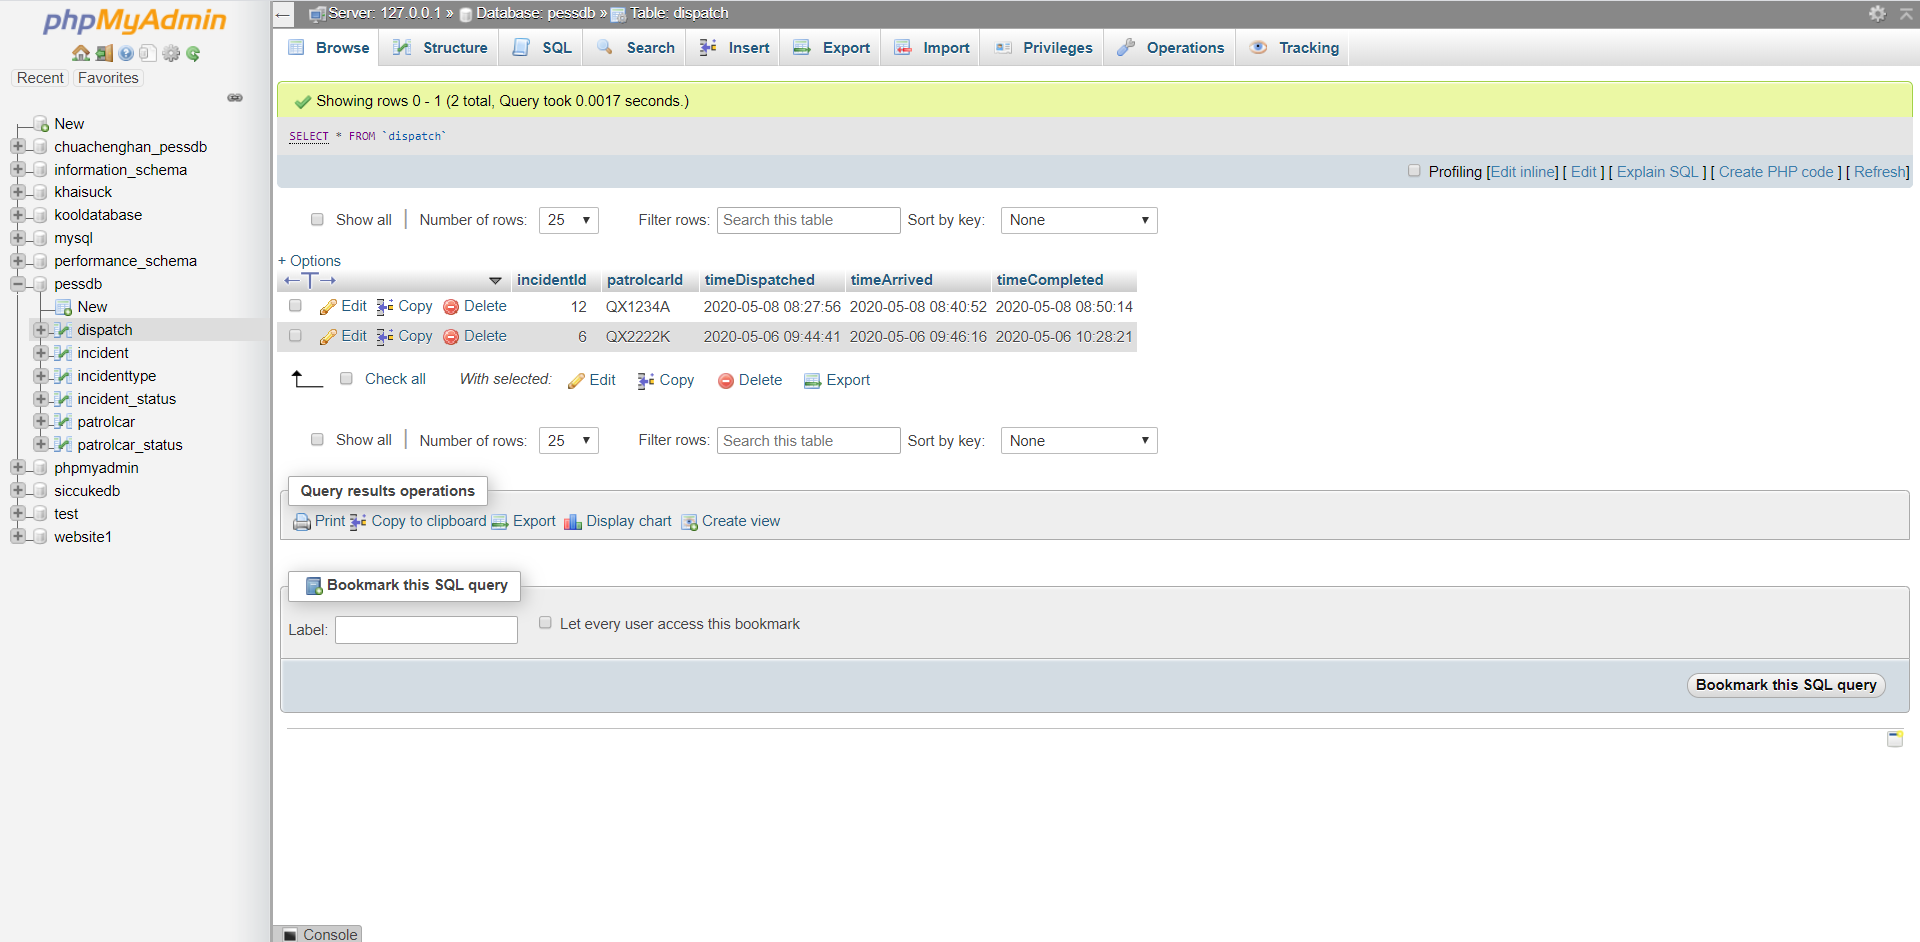 phpMyAdmin
Recent Favorites
New
chuachenghan_pessdb
information_schema
khaisuck
kooldatabase
mysql
performance_schema
pessdb
New
dispatch
incident
incidenttype
incident_status
patrolcar
patrolcar_status
phpmyadmin
siccukedb
test
website1
Server: 127.0.0.1 » Database: pessdb » Table: dispatch
Browse Structure SQL Search Insert Export Import Privileges Operations Tracking
Showing rows 0 - 1 (2 total, Query took 0.0017 seconds.)
SELECT * FROM `dispatch`
Profiling [Edit inline] [ Edit ] [ Explain SQL ] [ Create PHP code ] [ Refresh]
Show all | Number of rows: 25 Filter rows: Search this table Sort by key: None
+ Options
←T→ incidentId patrolcarId timeDispatched timeArrived timeCompleted
Edit Copy Delete 12 QX1234A 2020-05-08 08:27:56 2020-05-08 08:40:52 2020-05-08 08:50:14
Edit Copy Delete 6 QX2222K 2020-05-06 09:44:41 2020-05-06 09:46:16 2020-05-06 10:28:21
Check all With selected: Edit Copy Delete Export
Show all | Number of rows: 25 Filter rows: Search this table Sort by key: None
Query results operations
Print Copy to clipboard Export Display chart Create view
Bookmark this SQL query
Label: Let every user access this bookmark
Bookmark this SQL query
Console